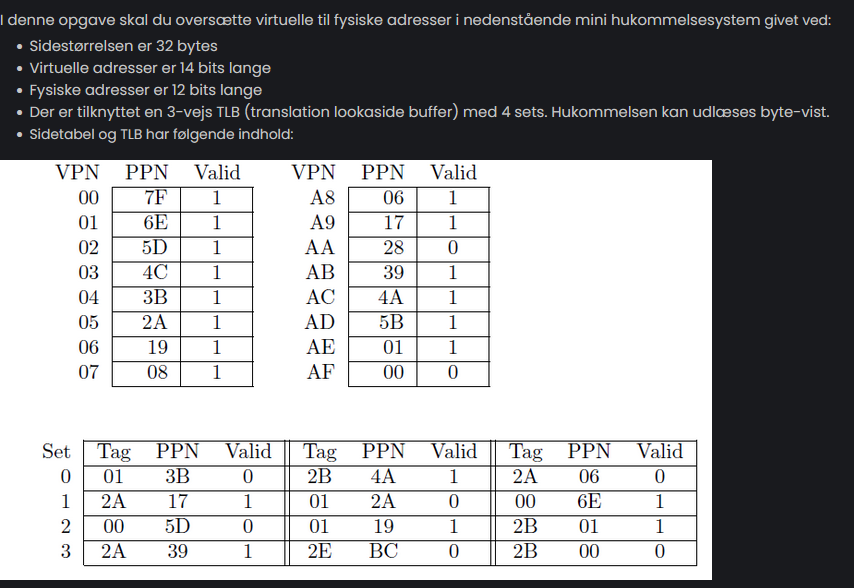 I denne opgave skal du oversætte virtuelle til fysiske adresser i nedenstående mini hukommelsesystem givet ved:
• Sidestørrelsen er 32 bytes
• Virtuelle adresser er 14 bits lange
• Fysiske adresser er 12 bits lange
• Der er tilknyttet en 3-vejs TLB (translation lookaside buffer) med 4 sets. Hukommelsen kan udlæses byte-vist.
• Sidetabel og TLB har følgende indhold:
VPN PPN Valid VPN PPN Valid
00 7F 1 A8 06 1
01 6E 1 A9 17 1
02 5D 1 AA 28 0
03 4C 1 AB 39 1
04 3B 1 AC 4A 1
05 2A 1 AD 5B 1
06 19 1 AE 01 1
07 08 1 AF 00 0
Set Tag PPN Valid Tag PPN Valid Tag PPN Valid
0 01 3B 0 2B 4A 1 2A 06 0
1 2A 17 1 01 2A 0 00 6E 1
2 00 5D 0 01 19 1 2B 01 1
3 2A 39 1 2E BC 0 2B 00 0